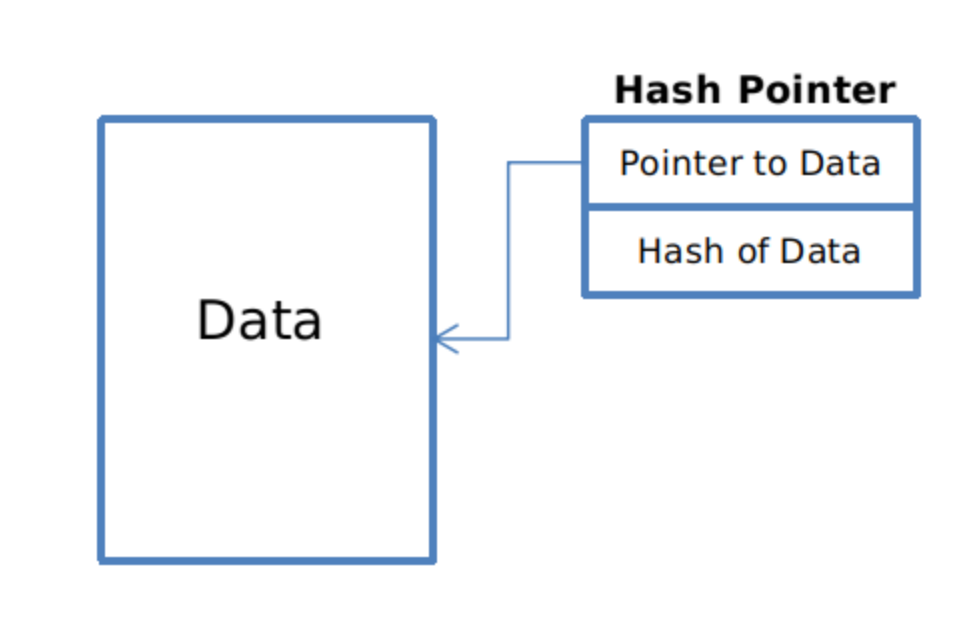 Hash Pointer
Pointer to Data
Hash of Data
Data